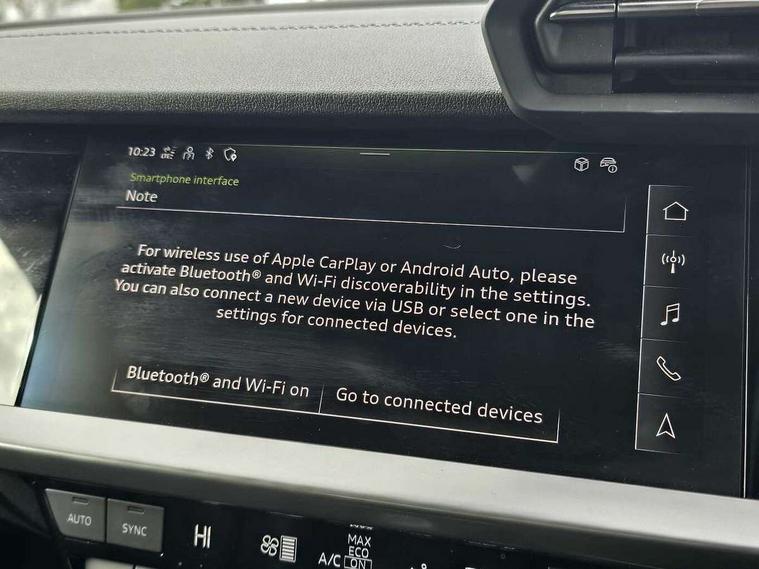 10:23
Smartphone interface
Note
For wireless use of Apple CarPlay or Android Auto, please
activate Bluetooth® and Wi-Fi discoverability in the settings.
You can also connect a new device via USB or select one in the
settings for connected devices.
Bluetooth® and Wi-Fi on
Go to connected devices
AUTO
SYNC
HI
A/C
MAX
ECO
ON